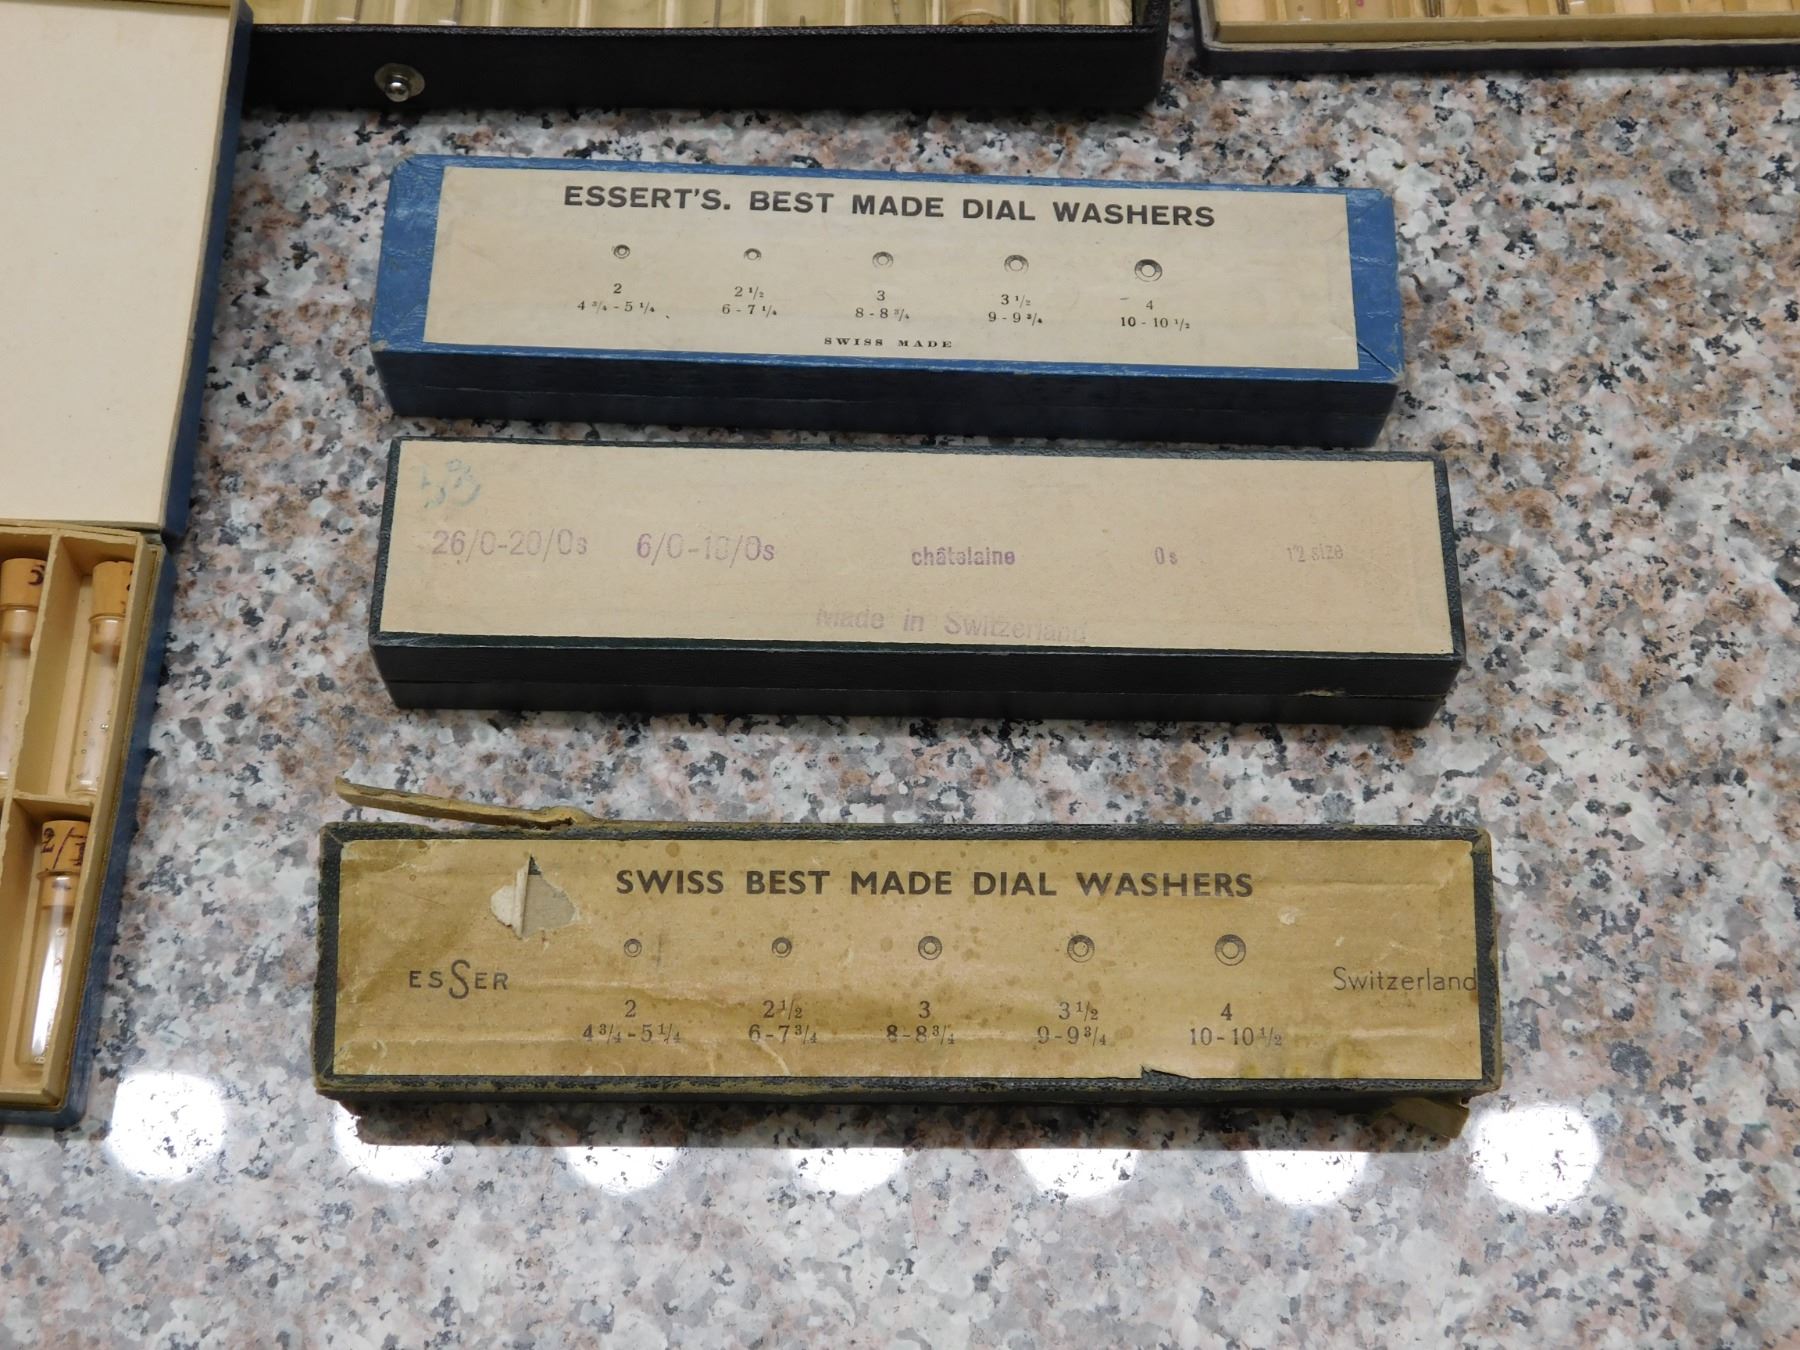 ESSERT'S. BEST MADE DIAL WASHERS
2 2 1/2 3 3 1/2 4
4 3/4 - 5 1/4 6 - 7 1/4 8 - 8 3/4 9 - 9 3/4 10 - 10 1/2
SWISS MADE
26/0-20/0s châtelaine 0s 12 size
Made in Switzerland
SWISS BEST MADE DIAL WASHERS
ESSER Switzerland
2 2 1/2 3 3 1/2 4
4 3/4 - 5 1/4 6 - 7 3/4 8 - 8 3/4 9 - 9 3/4 10 - 10 1/2